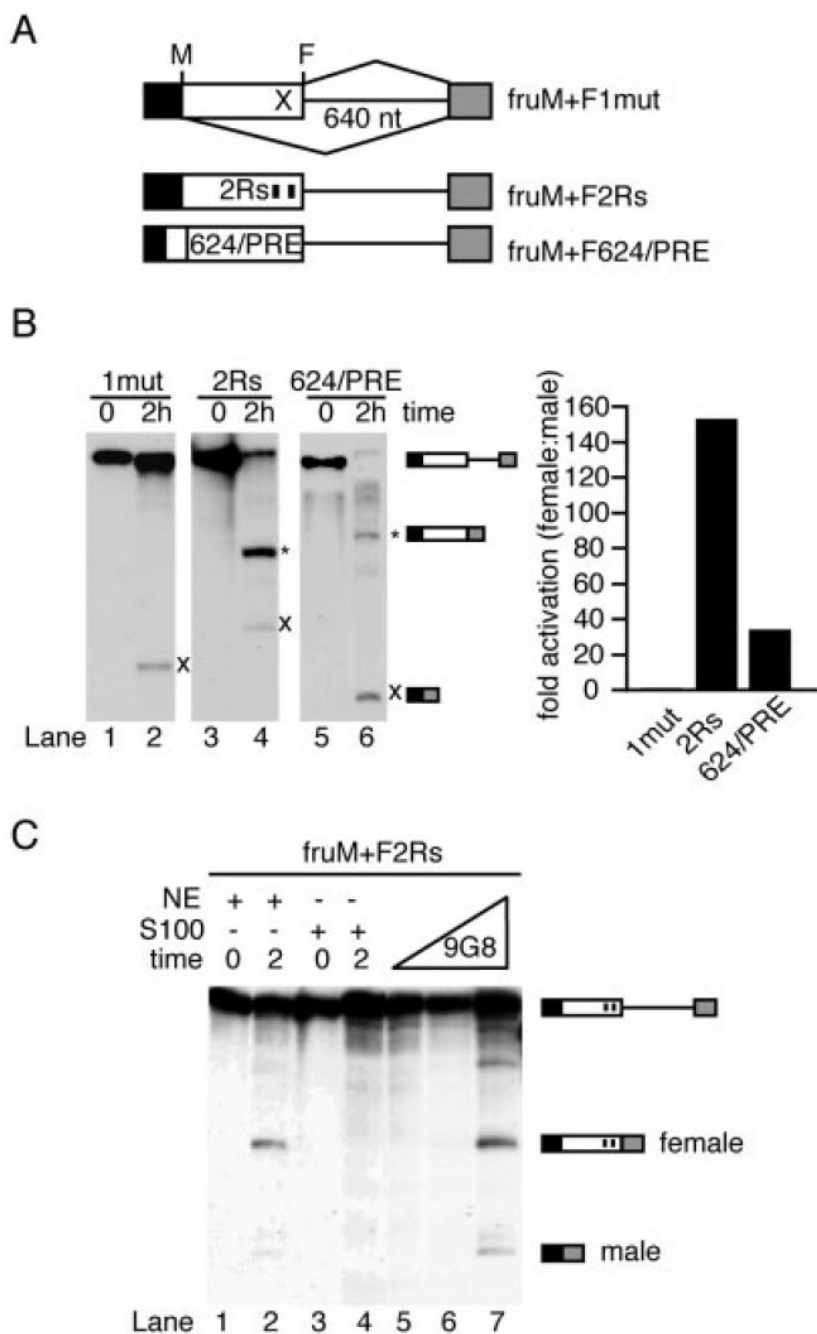 A
M F
X
640 nt
fruM+F1mut
2Rs
fruM+F2Rs
624/PRE
fruM+F624/PRE
B
1mut 2Rs 624/PRE
0 2h 0 2h 0 2h time
*
*
X
X
X
Lane 1 2 3 4 5 6
fold activation (female:male)
160
140
120
100
80
60
40
20
0
1mut
2Rs
624/PRE
C
fruM+F2Rs
NE + + - -
S100 - - + +
time 0 2 0 2
9G8
female
male
Lane 1 2 3 4 5 6 7